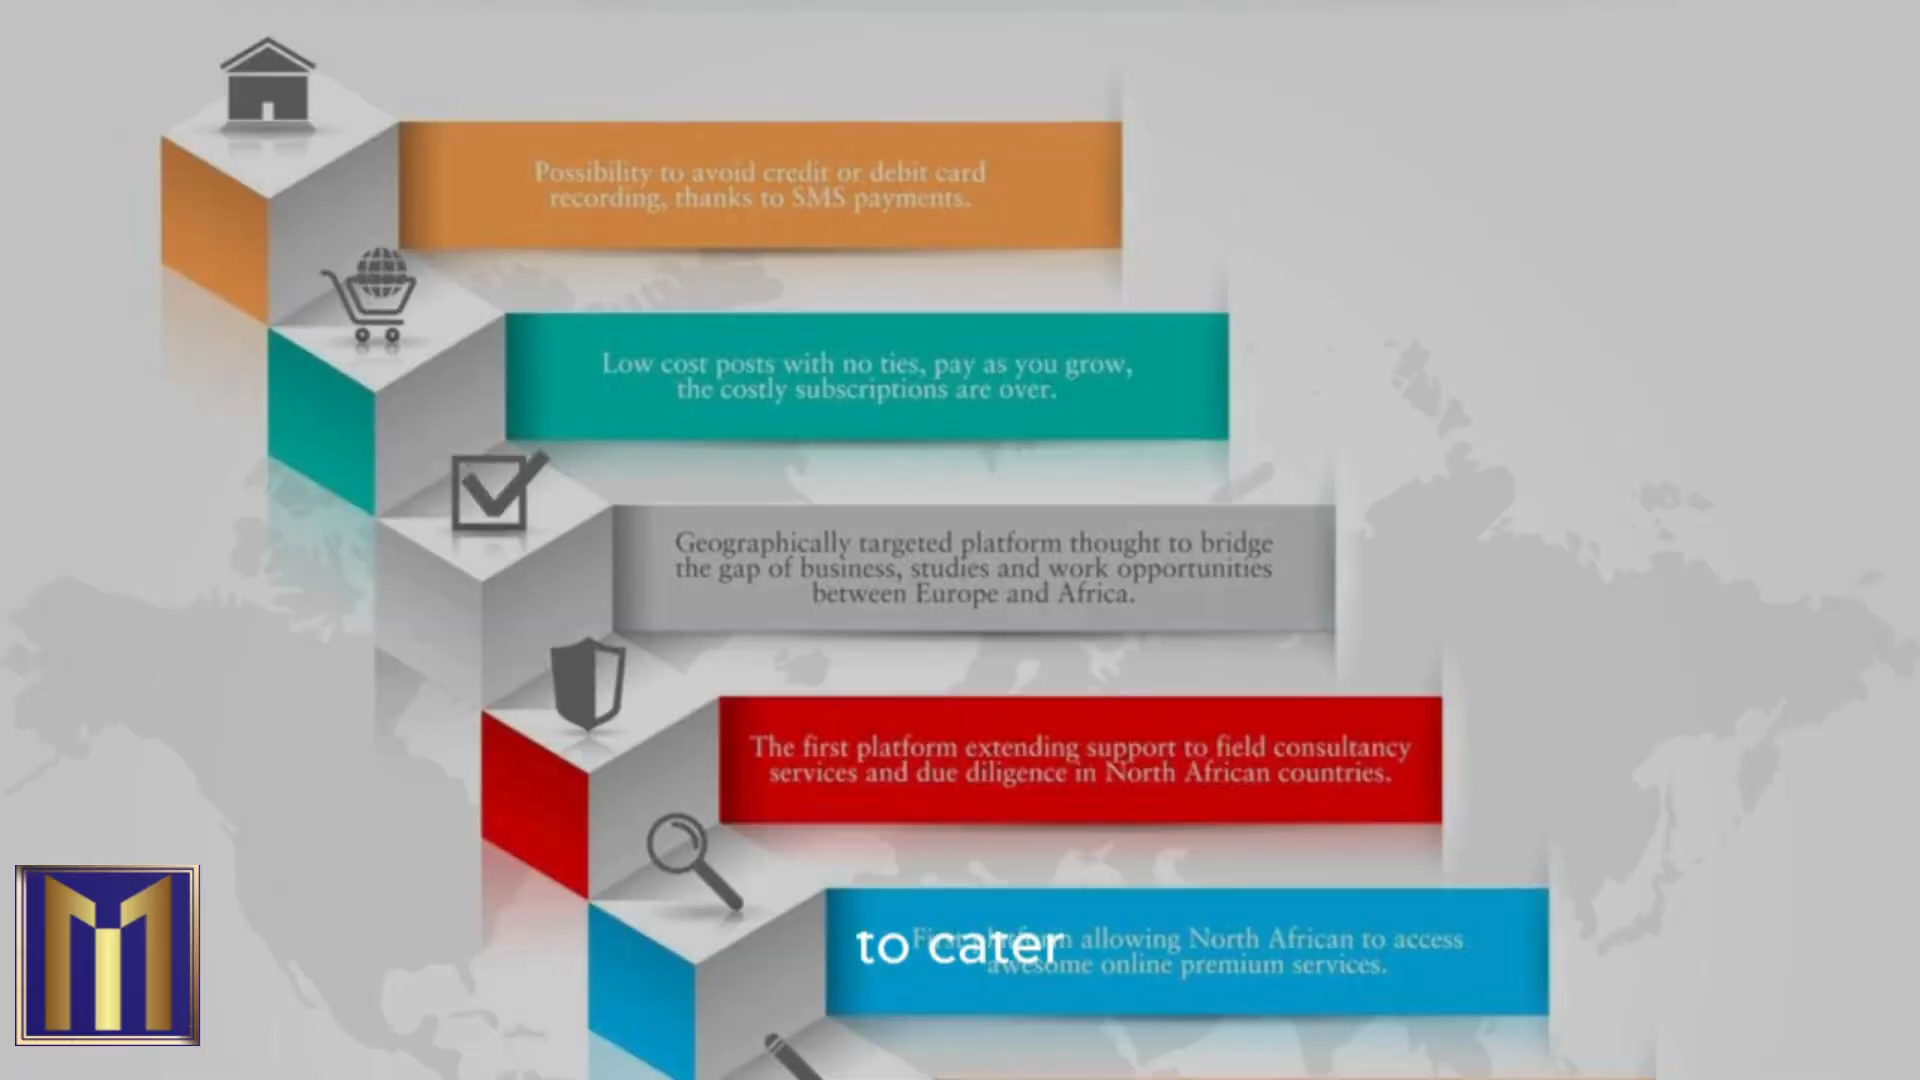 Possibility to avoid credit or debit card
recording, thanks to SMS payments.
Low cost posts with no ties, pay as you grow,
the costly subscriptions are over.
Geographically targeted platform thought to bridge
the gap of business, studies and work opportunities
between Europe and Africa.
The first platform extending support to field consultancy
services and due diligence in North African countries.
First platform allowing North African to access
awesome online premium services.
to cater